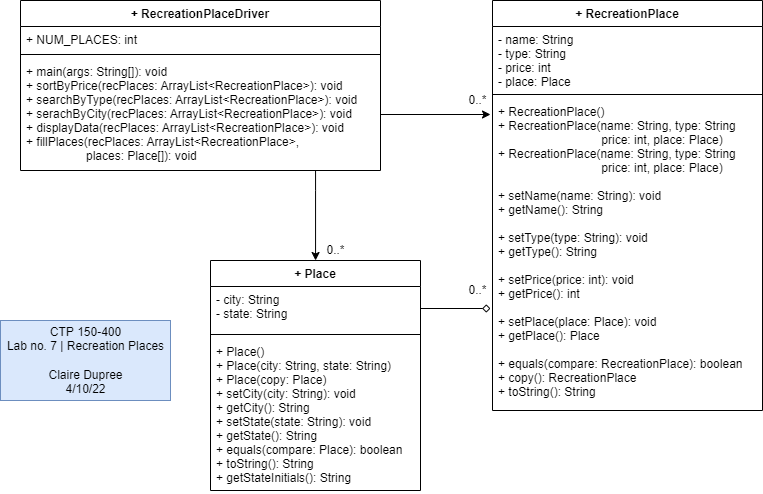 + RecreationPlaceDriver
+ NUM_PLACES: int
+ main(args: String[]): void
+ sortByPrice(recPlaces: ArrayList<RecreationPlace>): void
+ searchByType(recPlaces: ArrayList<RecreationPlace>): void
+ serachByCity(recPlaces: ArrayList<RecreationPlace>): void
+ displayData(recPlaces: ArrayList<RecreationPlace>): void
+ fillPlaces(recPlaces: ArrayList<RecreationPlace>,
places: Place[]): void
0..*
0..*
+ RecreationPlace
- name: String
- type: String
- price: int
- place: Place
+ RecreationPlace()
+ RecreationPlace(name: String, type: String
price: int, place: Place)
+ RecreationPlace(name: String, type: String
price: int, place: Place)
+ setName(name: String): void
+ getName(): String
+ setType(type: String): void
+ getType(): String
+ setPrice(price: int): void
+ getPrice(): int
+ setPlace(place: Place): void
+ getPlace(): Place
+ equals(compare: RecreationPlace): boolean
+ copy(): RecreationPlace
+ toString(): String
+ Place
- city: String
- state: String
+ Place()
+ Place(city: String, state: String)
+ Place(copy: Place)
+ setCity(city: String): void
+ getCity(): String
+ setState(state: String): void
+ getState(): String
+ equals(compare: Place): boolean
+ toString(): String
+ getStateInitials(): String
0..*
CTP 150-400
Lab no. 7 | Recreation Places
Claire Dupree
4/10/22